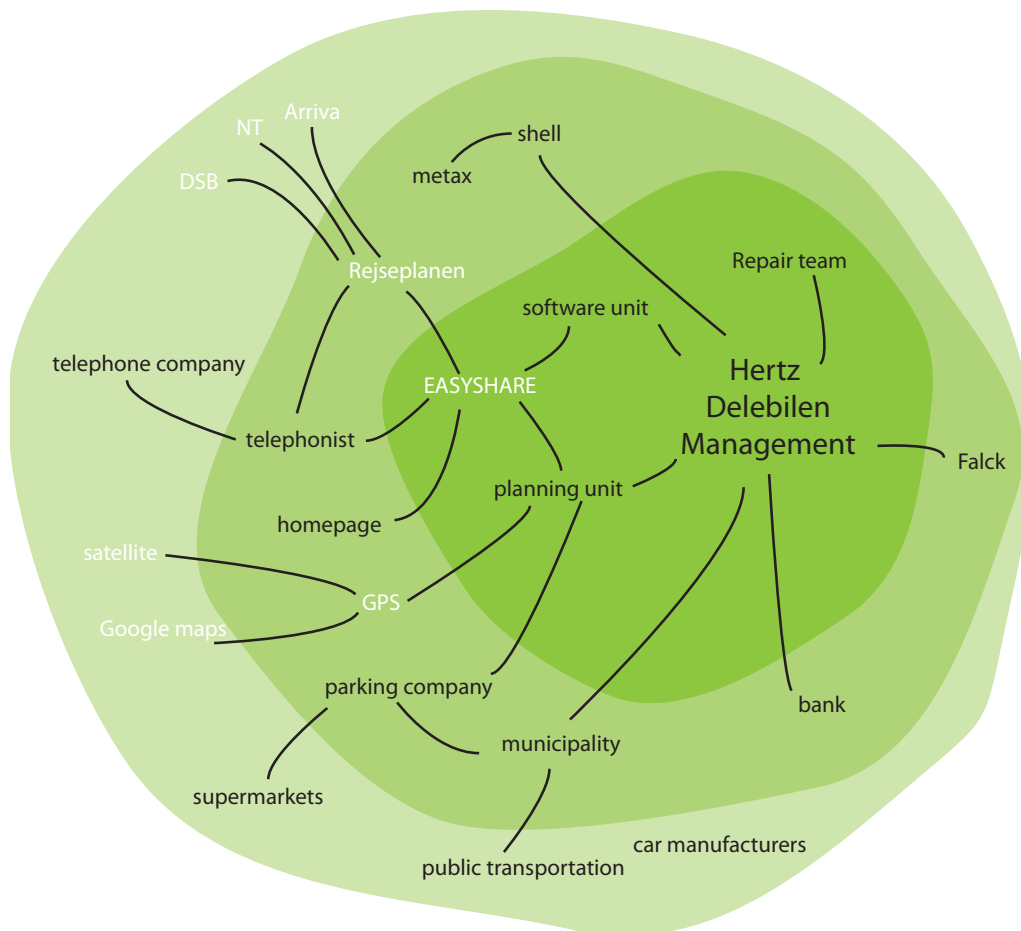 Arriva
NT
shell
DSB
metax
Repair team
Rejseplanen
software unit
telephone company
EASYSHARE
Hertz
Delebilen
Management
telephonist
Falck
planning unit
homepage
satellite
GPS
Google maps
parking company
bank
municipality
supermarkets
car manufacturers
public transportation